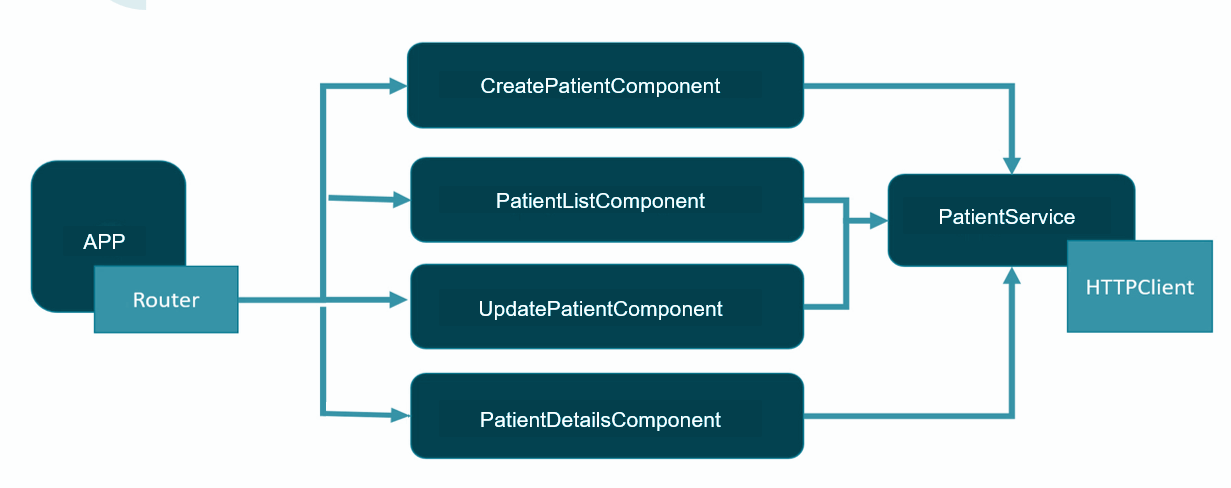 CreatePatientComponent
PatientListComponent
PatientService
APP
HTTPClient
Router
UpdatePatientComponent
PatientDetailsComponent